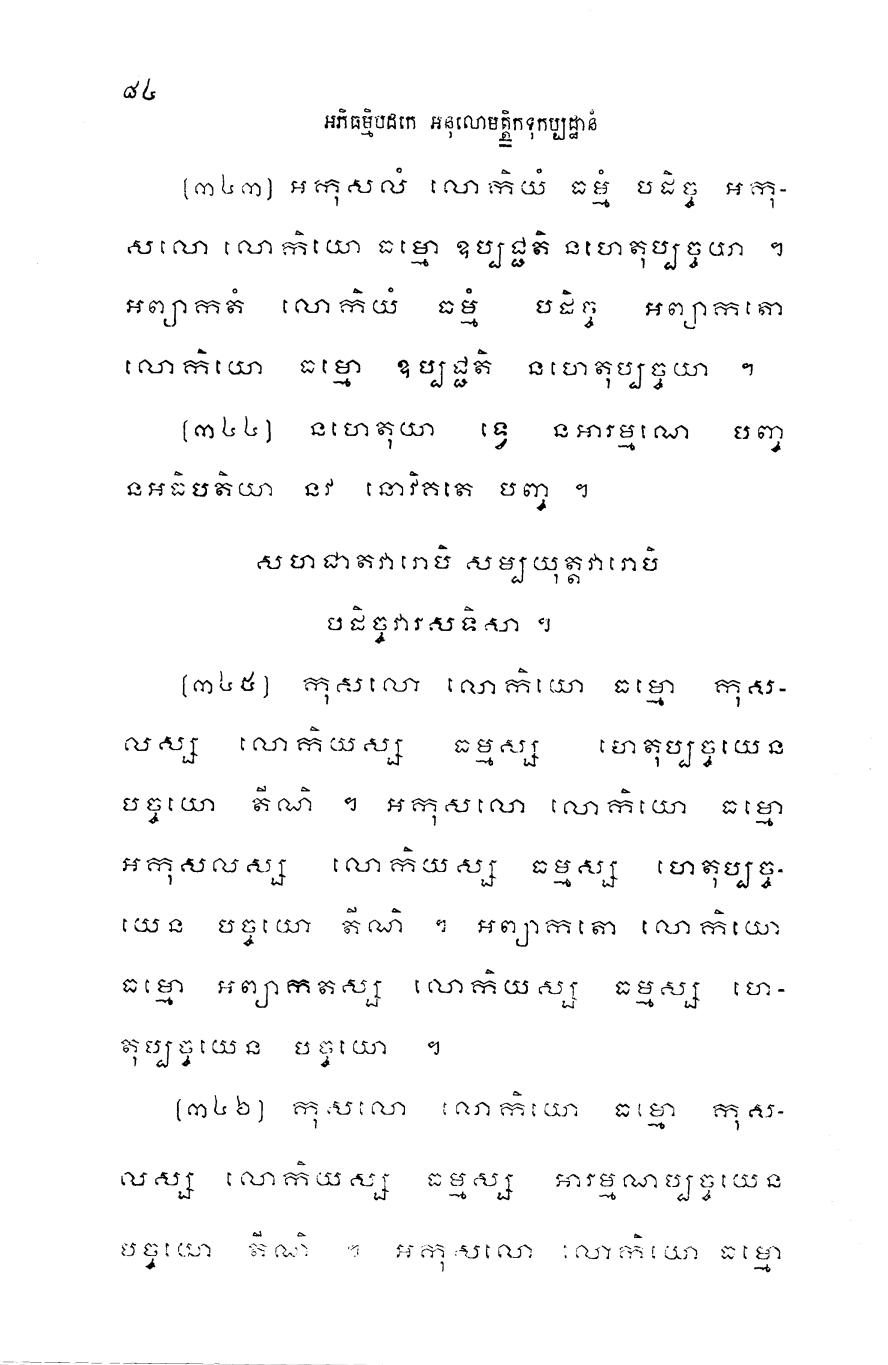 ៨៤
អភិធម្មបិដកេ អនុលោមត្តិកទុកប្បដ្ឋានំ
(៣៤៣) អកុសលំ លោកិយំ ធម្មំ បដិច្ច អកុ-
សលោ លោកិយោ ធម្មោ ឧប្បជ្ជតិ នហេតុប្បច្ចយា ។
អព្យាកតំ លោកិយំ ធម្មំ បដិច្ច អព្យាកតោ
លោកិយោ ធម្មោ ឧប្បជ្ជតិ នហេតុប្បច្ចយា ។
(៣៤៤) នហេតុយា ទ្វេ នអារម្មណេ បញ្ច
នអធិបតិយា នវ នោវិគតេ បញ្ច ។
សហជាតវារោបិ សម្បយុត្តវារោបិ
បដិច្ចវារសទិសា ។
(៣៤៥) កុសលោ លោកិយោ ធម្មោ កុស-
លស្ស លោកិយស្ស ធម្មស្ស ហេតុប្បច្ចយេន
បច្ចយោ តីណិ ។ អកុសលោ លោកិយោ ធម្មោ
អកុសលស្ស លោកិយស្ស ធម្មស្ស ហេតុប្បច្ច-
យេន បច្ចយោ តីណិ ។ អព្យាកតោ លោកិយោ
ធម្មោ អព្យាកតស្ស លោកិយស្ស ធម្មស្ស ហេ-
តុប្បច្ចយេន បច្ចយោ ។
(៣៤៦) កុសលោ លោកិយោ ធម្មោ កុស-
លស្ស លោកិយស្ស ធម្មស្ស អារម្មណប្បច្ចយេន
បច្ចយោ តីណិ ។ អកុសលោ លោកិយោ ធម្មោ